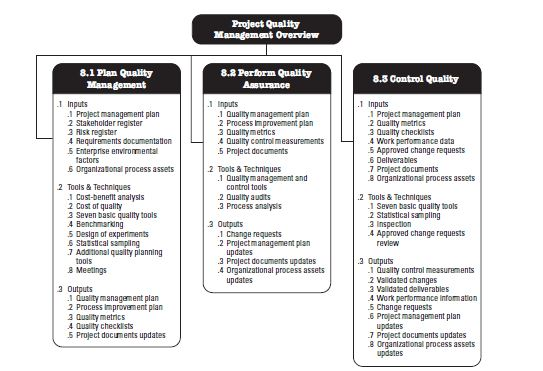 Project Quality
Management Overview
8.1 Plan Quality
Management
.1 Inputs
.1 Project management plan
.2 Stakeholder register
.3 Risk register
.4 Requirements documentation
.5 Enterprise environmental
factors
.6 Organizational process assets
.2 Tools & Techniques
.1 Cost-benefit analysis
.2 Cost of quality
.3 Seven basic quality tools
.4 Benchmarking
.5 Design of experiments
.6 Statistical sampling
.7 Additional quality planning
tools
.8 Meetings
.3 Outputs
.1 Quality management plan
.2 Process improvement plan
.3 Quality metrics
.4 Quality checklists
.5 Project documents updates
8.2 Perform Quality
Assurance
.1 Inputs
.1 Quality management plan
.2 Process improvement plan
.3 Quality metrics
.4 Quality control measurements
.5 Project documents
.2 Tools & Techniques
.1 Quality management and
control tools
.2 Quality audits
.3 Process analysis
.3 Outputs
.1 Change requests
.2 Project management plan
updates
.3 Project documents updates
.4 Organizational process assets
updates
8.3 Control Quality
.1 Inputs
.1 Project management plan
.2 Quality metrics
.3 Quality checklists
.4 Work performance data
.5 Approved change requests
.6 Deliverables
.7 Project documents
.8 Organizational process assets
.2 Tools & Techniques
.1 Seven basic quality tools
.2 Statistical sampling
.3 Inspection
.4 Approved change requests
review
.3 Outputs
.1 Quality control measurements
.2 Validated changes
.3 Validated deliverables
.4 Work performance information
.5 Change requests
.6 Project management plan
updates
.7 Project documents updates
.8 Organizational process assets
updates